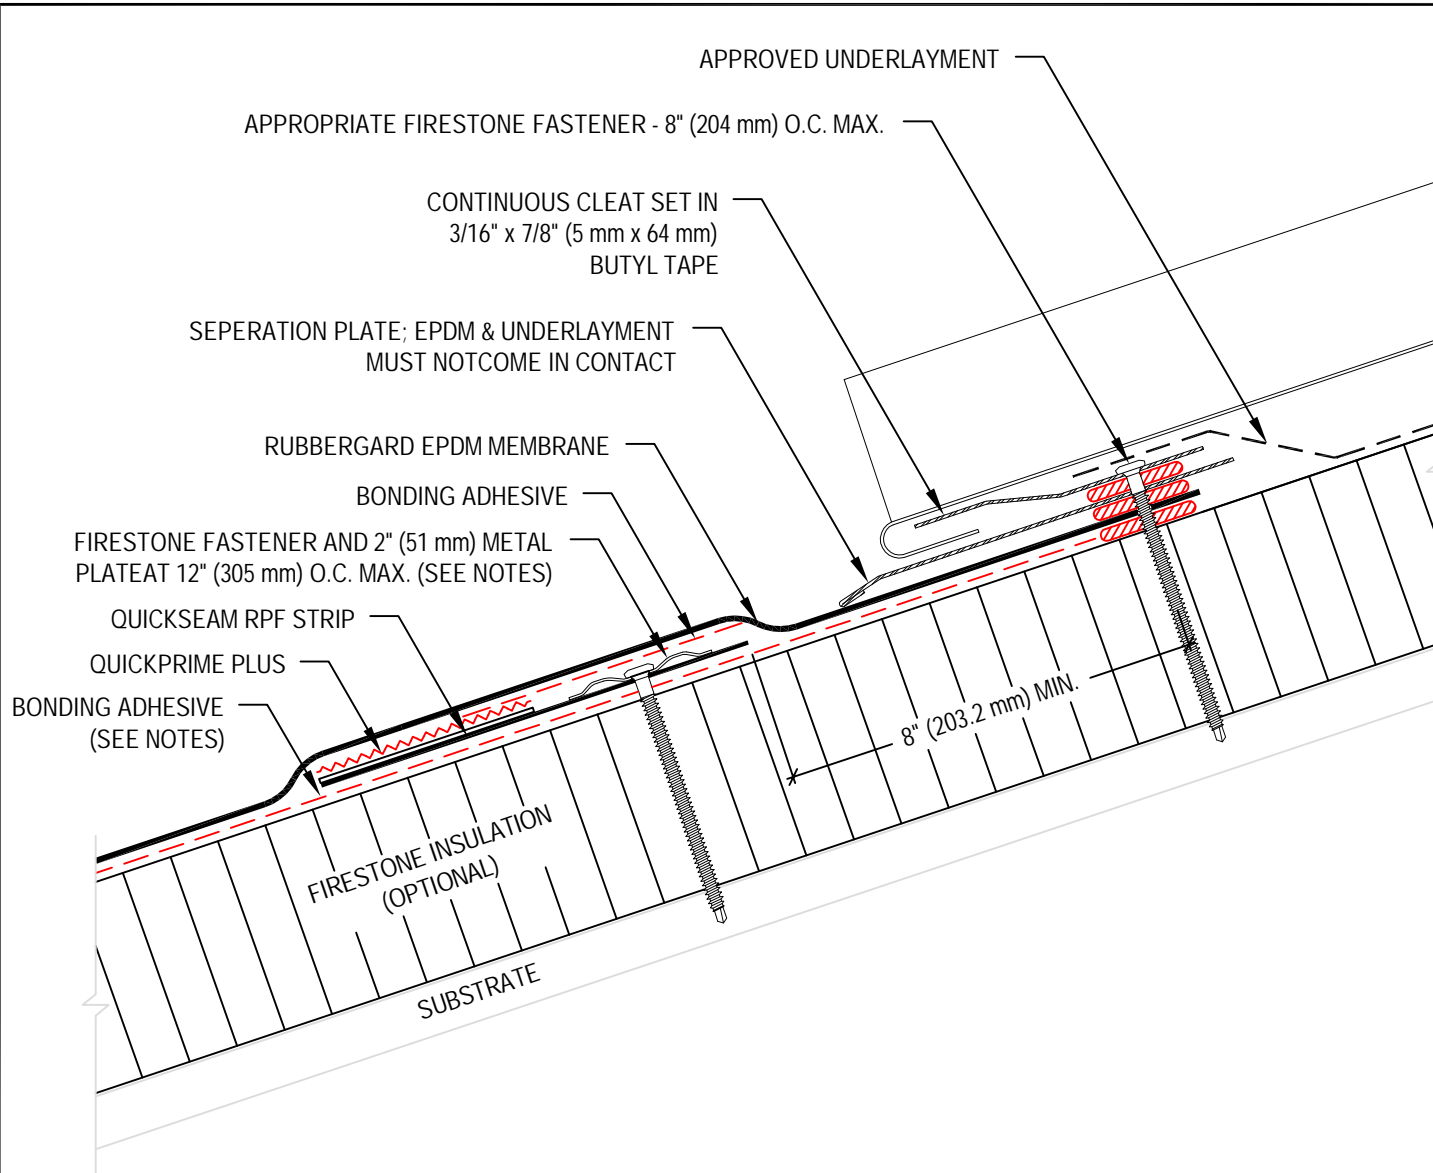 APPROVED UNDERLAYMENT
APPROPRIATE FIRESTONE FASTENER - 8" (204 mm) O.C. MAX.
CONTINUOUS CLEAT SET IN
3/16" x 7/8" (5 mm x 64 mm)
BUTYL TAPE
SEPERATION PLATE; EPDM & UNDERLAYMENT
MUST NOTCOME IN CONTACT
RUBBERGARD EPDM MEMBRANE
BONDING ADHESIVE
FIRESTONE FASTENER AND 2" (51 mm) METAL
PLATEAT 12" (305 mm) O.C. MAX. (SEE NOTES)
QUICKSEAM RPF STRIP
QUICKPRIME PLUS
BONDING ADHESIVE
(SEE NOTES)
8" (203.2 mm) MIN.
FIRESTONE INSULATION
(OPTIONAL)
SUBSTRATE